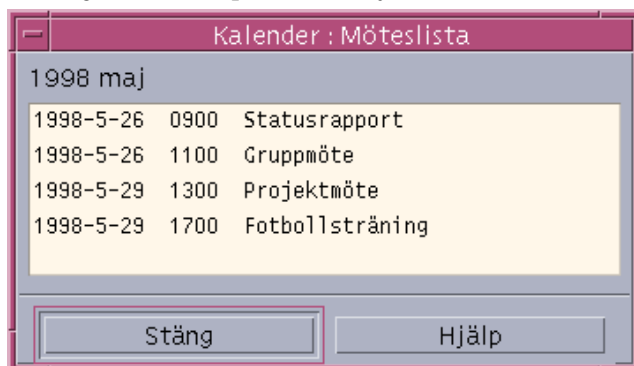 Kalender : Möteslista
1998 maj
1998-5-26 0900 Statusrapport
1998-5-26 1100 Gruppmöte
1998-5-29 1300 Projektmöte
1998-5-29 1700 Fotbollsträning
Stäng Hjälp